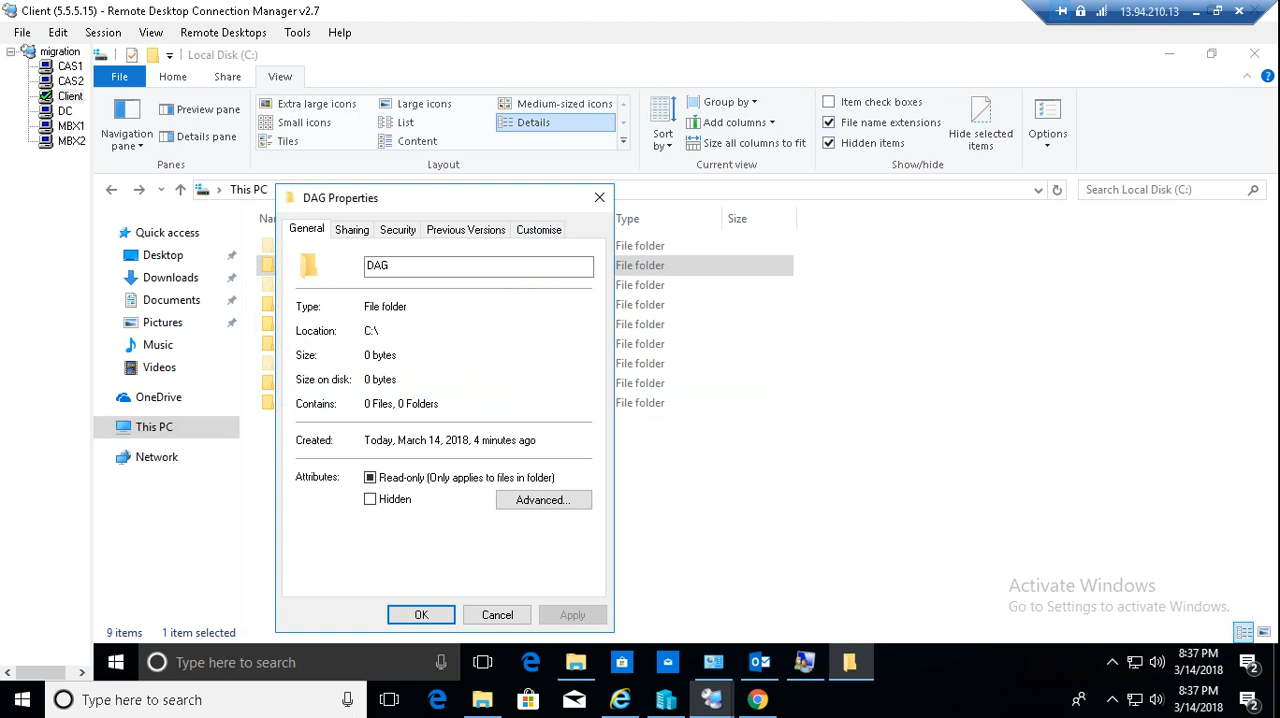 Client (5.5.5.15) - Remote Desktop Connection Manager v2.7
13.94.210.13
File Edit Session View Remote Desktops Tools Help
migration
CAS1
CAS2
Client
DC
MBX1
MBX2
Local Disk (C:)
File Home Share View
Navigation pane
Preview pane
Details pane
Panes
Extra large icons Large icons Medium-sized icons
Small icons List Details
Tiles Content
Layout
Sort by
Group by
Add columns
Size all columns to fit
Current view
Item check boxes
File name extensions
Hidden items
Hide selected items
Show/hide
Options
This PC
Search Local Disk (C:)
Quick access
Desktop
Downloads
Documents
Pictures
Music
Videos
OneDrive
This PC
Network
Type Size
File folder
File folder
File folder
File folder
File folder
File folder
File folder
File folder
File folder
DAG Properties
General Sharing Security Previous Versions Customise
DAG
Type: File folder
Location: C:\
Size: 0 bytes
Size on disk: 0 bytes
Contains: 0 Files, 0 Folders
Created: Today, March 14, 2018, 4 minutes ago
Attributes: Read-only (Only applies to files in folder)
Hidden Advanced...
OK Cancel Apply
Activate Windows
Go to Settings to activate Windows.
9 items 1 item selected
Type here to search
8:37 PM
3/14/2018
2
Type here to search
8:37 PM
3/14/2018
2